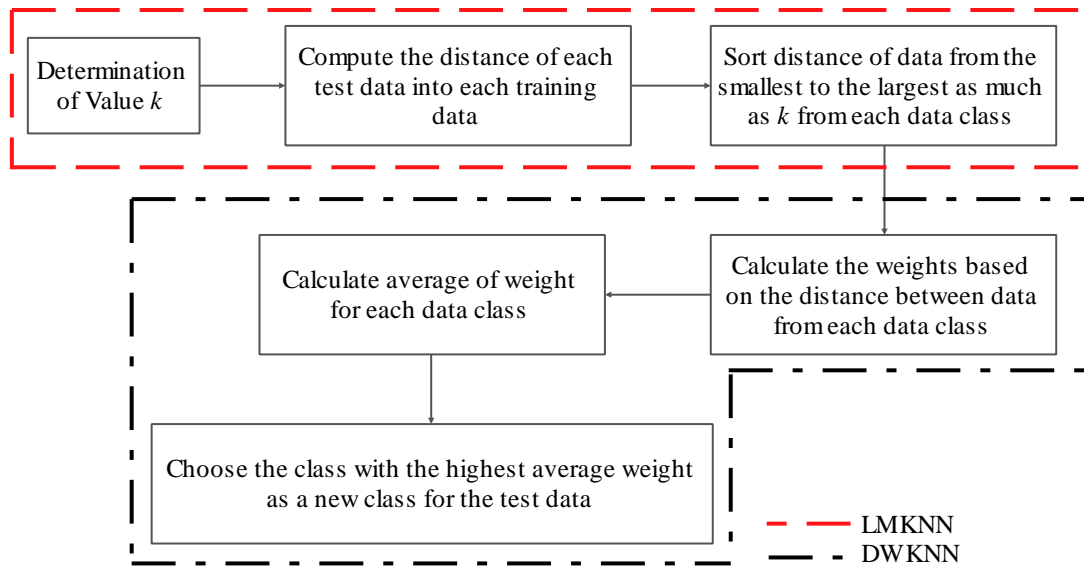 Determination
of Value k
Compute the distance of each
test data into each training
data
Sort distance of data from the
smallest to the largest as much
as k from each data class
Calculate the weights based
on the distance between data
from each data class
Calculate average of weight
for each data class
Choose the class with the highest average weight
as a new class for the test data
LMKNN
DWKNN